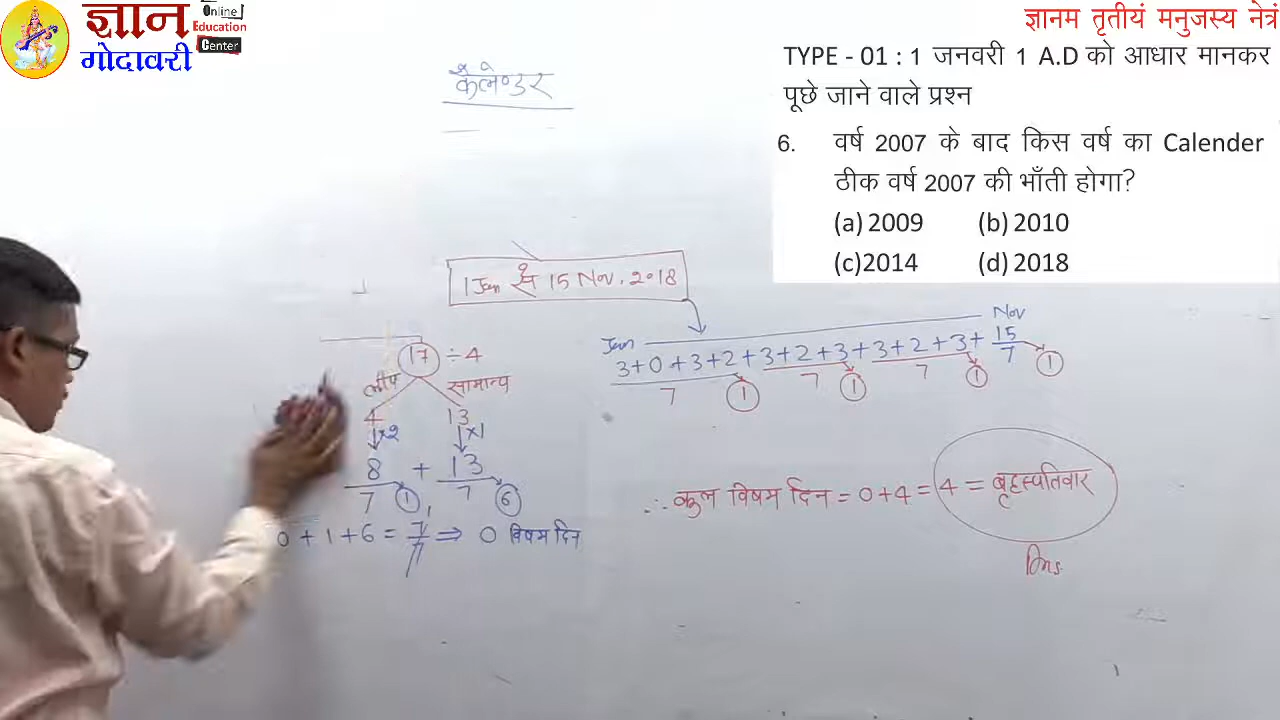 ज्ञान
गोदावरी
Online
Education
Center
ज्ञानम तृतीयं मनुजस्य नेत्रं
TYPE - 01 : 1 जनवरी 1 A.D को आधार मानकर
पूछे जाने वाले प्रश्न
6. वर्ष 2007 के बाद किस वर्ष का Calender
ठीक वर्ष 2007 की भाँती होगा?
(a) 2009 (b) 2010
(c)2014 (d) 2018
कैलेण्डर
1 Jan से 15 Nov. 2018
17 ÷ 4
लीप सामान्य
4 13
×2 ×1
8 + 13
7 1 7 6
0 + 1 + 6 = 7/7 ⇒ 0 विषम दिन
Jan Nov
3+0+3+2+3+2+3+3+2+3+ 15
7 1 7 1 7 1 7 1
∴ कुल विषम दिन = 0+4 = 4 = बृहस्पतिवार
Ans.